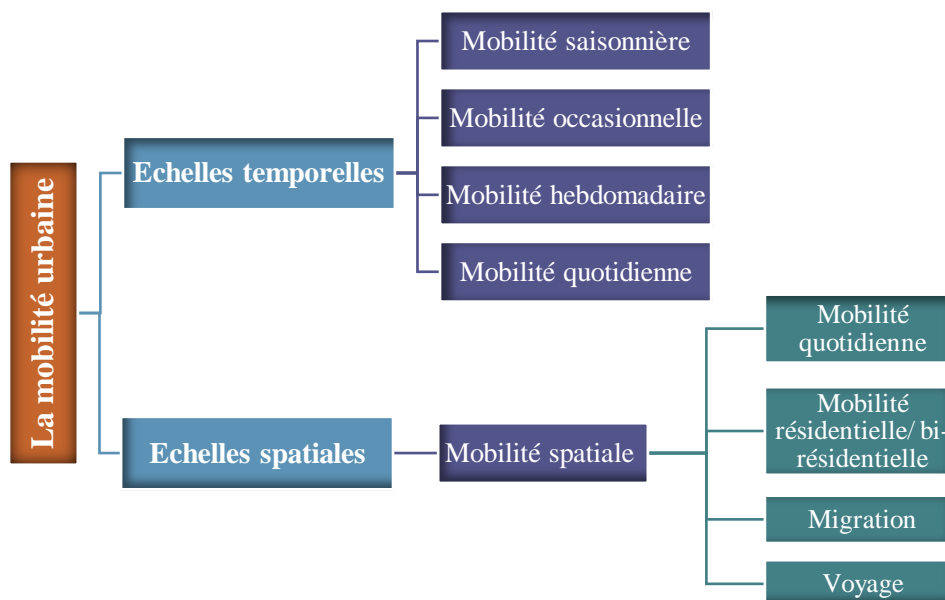 La mobilité urbaine
Echelles temporelles
Mobilité saisonnière
Mobilité occasionnelle
Mobilité hebdomadaire
Mobilité quotidienne
Echelles spatiales
Mobilité spatiale
Mobilité
quotidienne
Mobilité
résidentielle/ bi-
résidentielle
Migration
Voyage